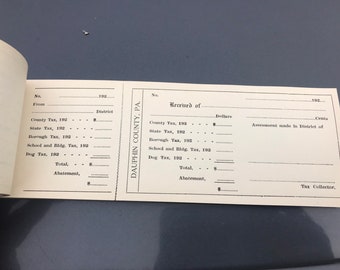 No. 192
From
District
County Tax, 192 - - - $
State Tax, 192 - - - -
Borough Tax, 192 - - -
School and Bldg. Tax, 192
Dog Tax, 192 - - - -
Total, - - -
Abatement,
$
DAUPHIN COUNTY, PA.
No. 192
Received of
Dollars Cents
County Tax, 192 - - - $ Assessment made in District of
State Tax, 192 - - - -
Borough Tax, 192 - - -
School and Bldg. Tax, 192
Dog Tax, 192 - - - -
Total, - - -
Abatement,
$ Tax Collector.